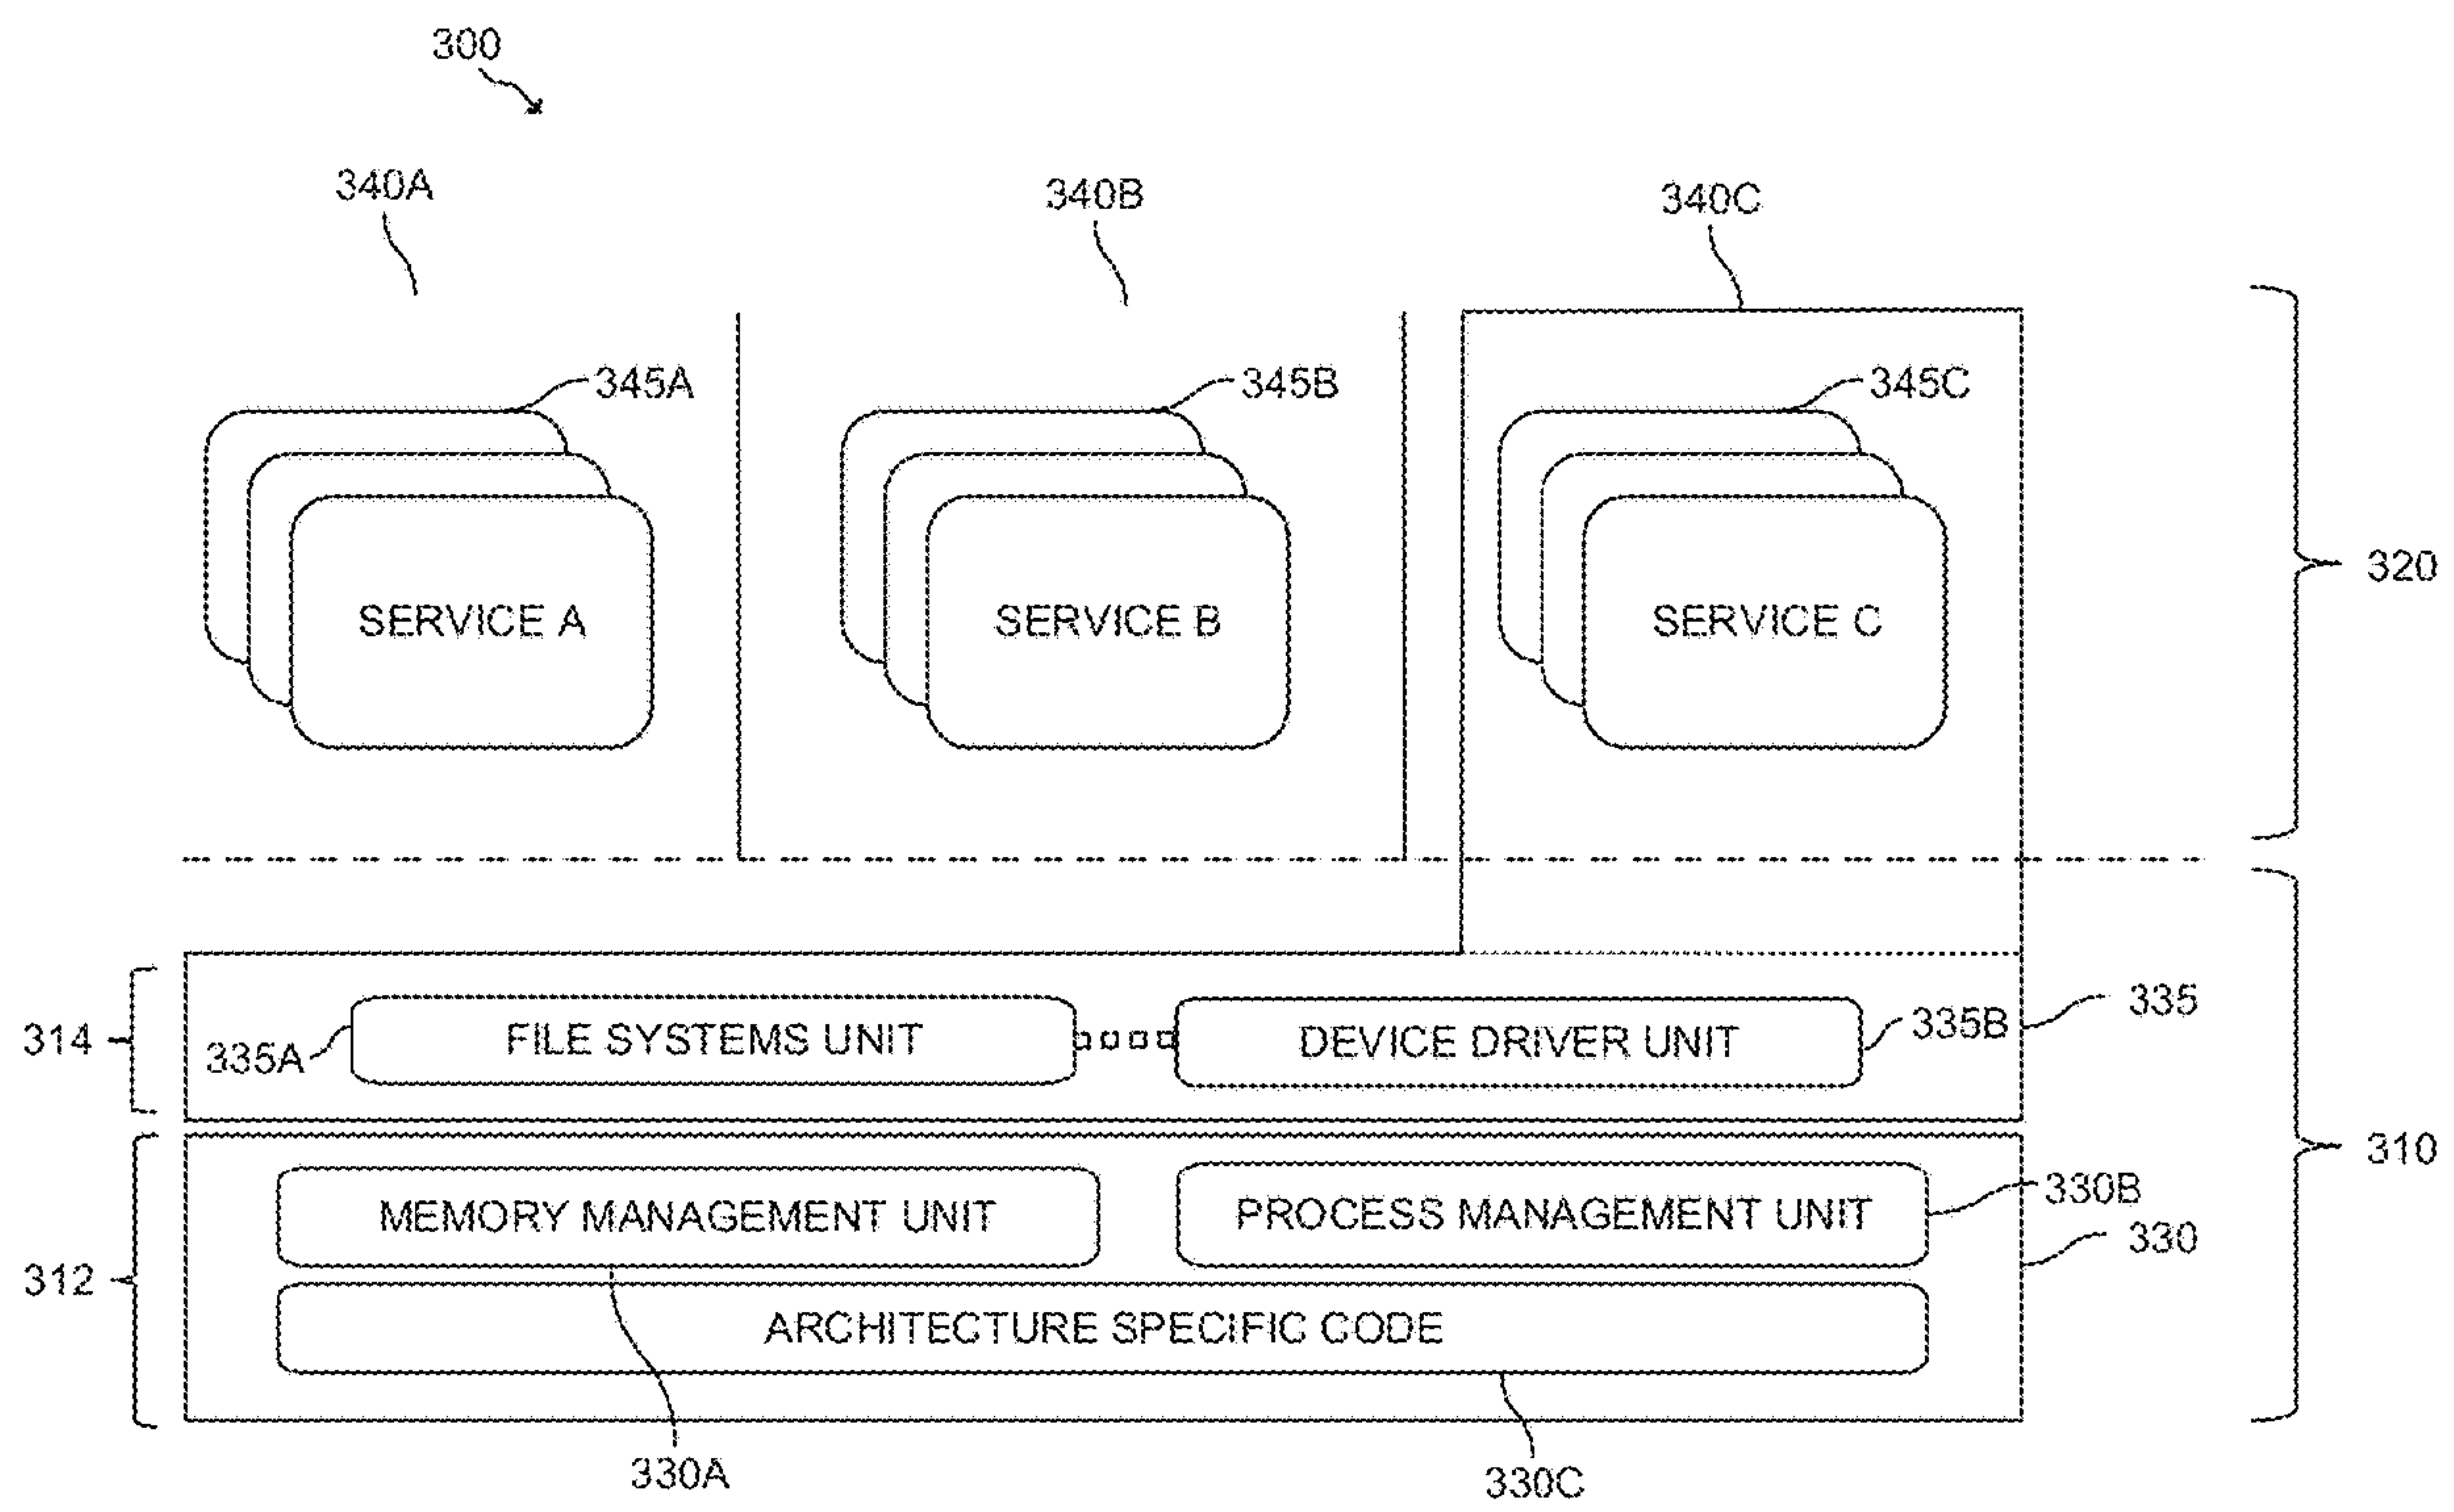 300
340A
340B
340C
345A
345B
345C
SERVICE A
SERVICE B
SERVICE C
320
335
314
335A
FILE SYSTEMS UNIT
DEVICE DRIVER UNIT
335B
310
MEMORY MANAGEMENT UNIT
PROCESS MANAGEMENT UNIT
330B
330
312
ARCHITECTURE SPECIFIC CODE
330A
330C